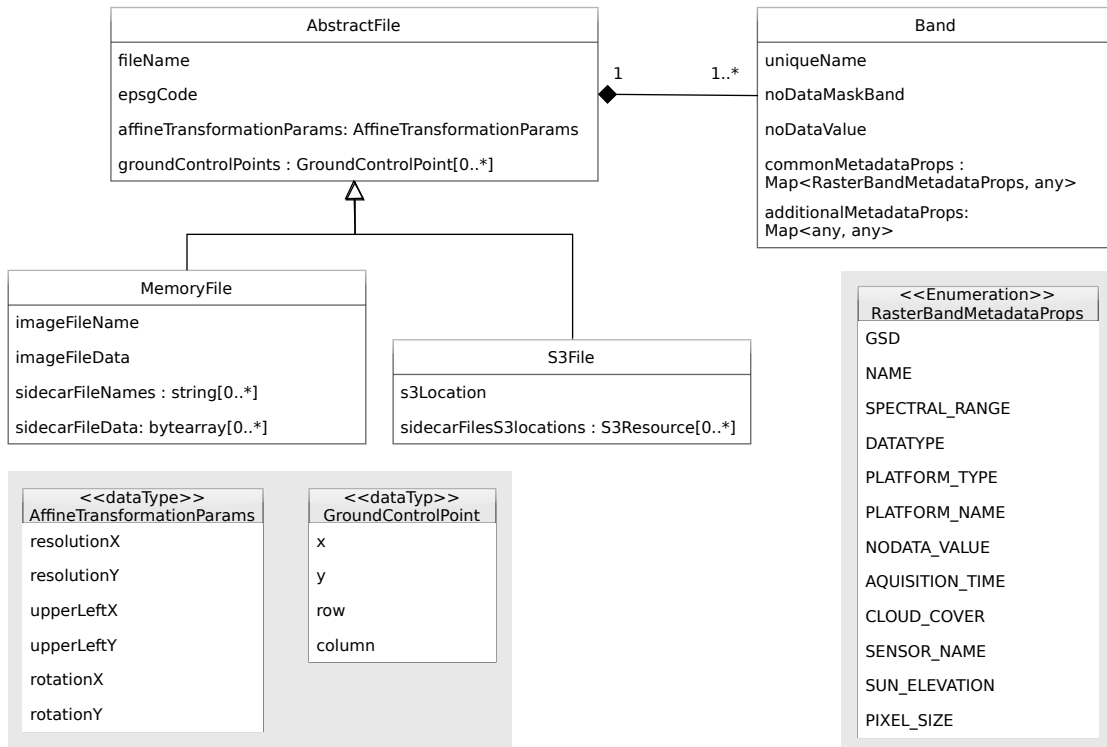 AbstractFile
fileName
epsgCode
affineTransformationParams: AffineTransformationParams
groundControlPoints : GroundControlPoint[0..*]
1
1..*
Band
uniqueName
noDataMaskBand
noDataValue
commonMetadataProps :
Map<RasterBandMetadataProps, any>
additionalMetadataProps:
Map<any, any>
MemoryFile
imageFileName
imageFileData
sidecarFileNames : string[0..*]
sidecarFileData: bytearray[0..*]
S3File
s3Location
sidecarFilesS3locations : S3Resource[0..*]
<<Enumeration>>
RasterBandMetadataProps
GSD
NAME
SPECTRAL_RANGE
DATATYPE
PLATFORM_TYPE
PLATFORM_NAME
NODATA_VALUE
AQUISITION_TIME
CLOUD_COVER
SENSOR_NAME
SUN_ELEVATION
PIXEL_SIZE
<<dataType>>
AffineTransformationParams
resolutionX
resolutionY
upperLeftX
upperLeftY
rotationX
rotationY
<<dataTyp>>
GroundControlPoint
x
y
row
column